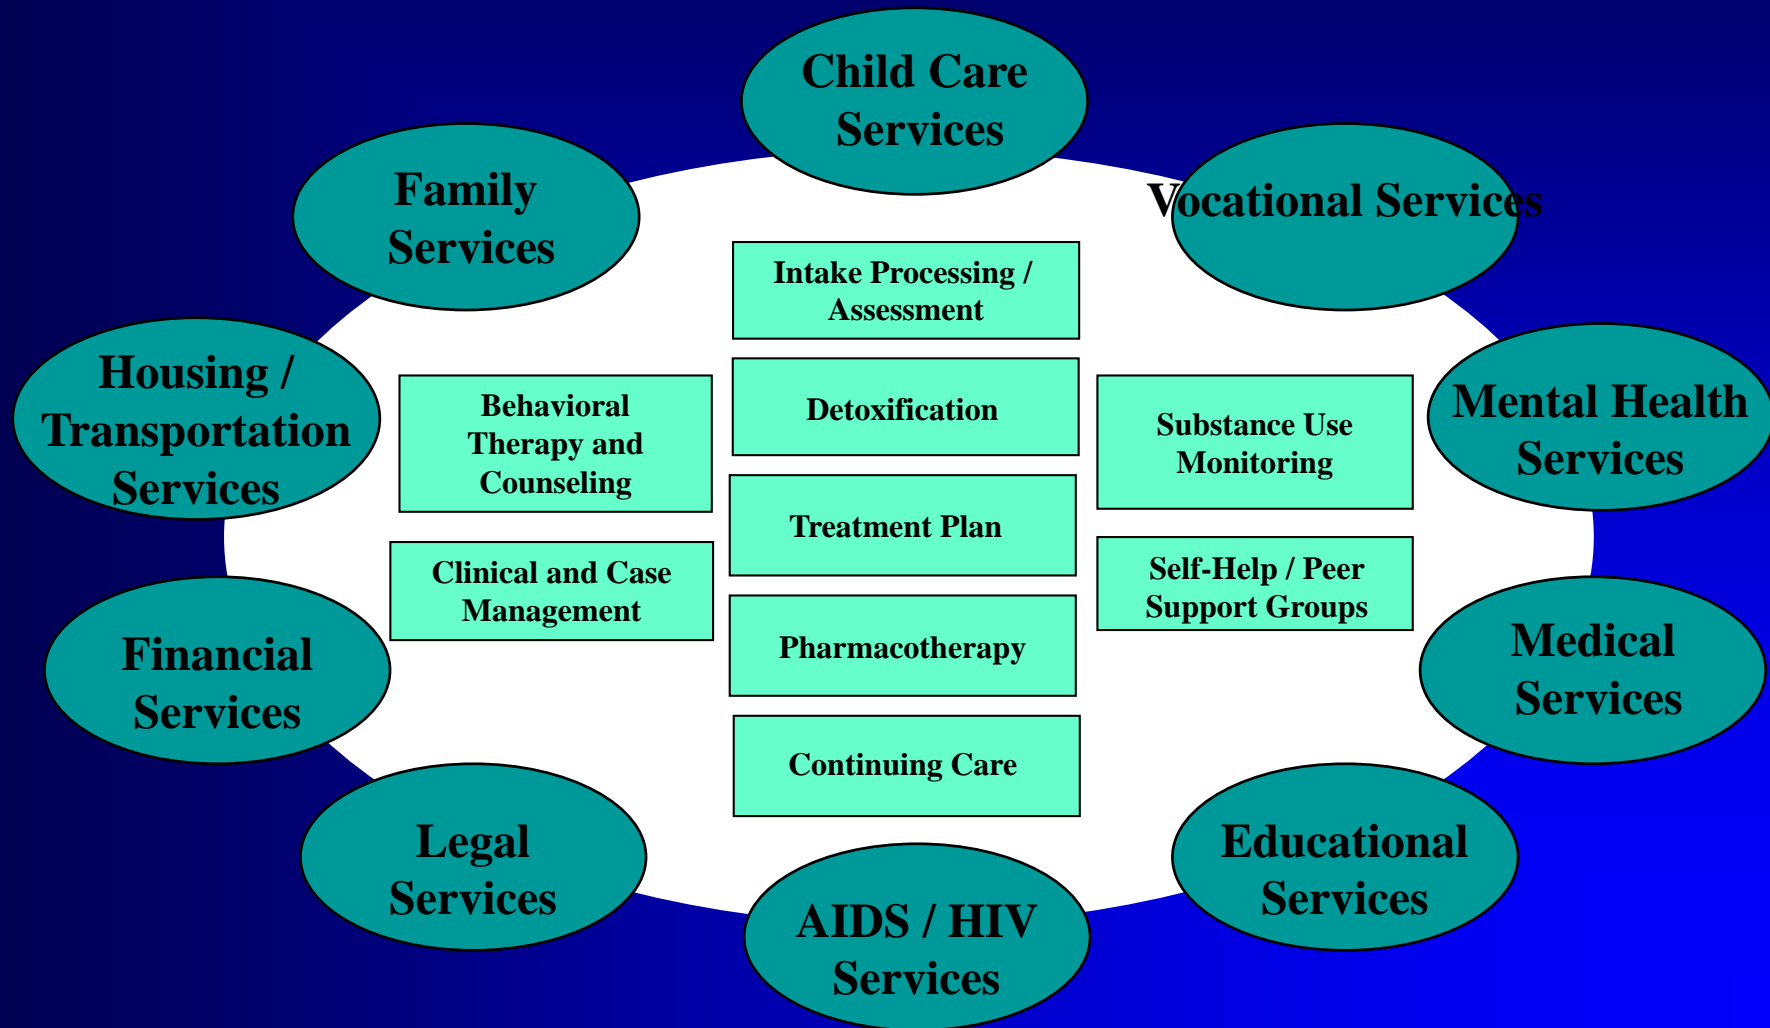 Child Care
Services
Family
Services
Vocational Services
Intake Processing /
Assessment
Housing /
Transportation
Services
Behavioral
Therapy and
Counseling
Detoxification
Substance Use
Monitoring
Mental Health
Services
Treatment Plan
Clinical and Case
Management
Self-Help / Peer
Support Groups
Financial
Services
Pharmacotherapy
Medical
Services
Continuing Care
Legal
Services
Educational
Services
AIDS / HIV
Services